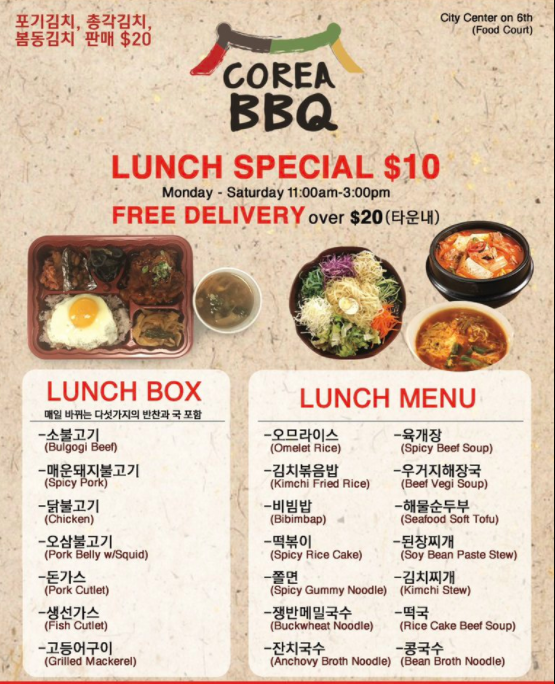 포기김치, 총각김치,
봄동김치 판매 $20
City Center on 6th
(Food Court)
COREA
BBQ
LUNCH SPECIAL $10
Monday - Saturday 11:00am-3:00pm
FREE DELIVERY over $20 (타운내)
LUNCH BOX
매일 바뀌는 다섯가지의 반찬과 국 포함
-소불고기
(Bulgogi Beef)
-매운돼지불고기
(Spicy Pork)
-닭불고기
(Chicken)
-오삼불고기
(Pork Belly w/Squid)
-돈가스
(Pork Cutlet)
-생선가스
(Fish Cutlet)
-고등어구이
(Grilled Mackerel)
LUNCH MENU
-오므라이스
(Omelet Rice)
-김치볶음밥
(Kimchi Fried Rice)
-비빔밥
(Bibimbap)
-떡볶이
(Spicy Rice Cake)
-쫄면
(Spicy Gummy Noodle)
-쟁반메밀국수
(Buckwheat Noodle)
-잔치국수
(Anchovy Broth Noodle)
-육개장
(Spicy Beef Soup)
-우거지해장국
(Beef Vegi Soup)
-해물순두부
(Seafood Soft Tofu)
-된장찌개
(Soy Bean Paste Stew)
-김치찌개
(Kimchi Stew)
-떡국
(Rice Cake Beef Soup)
-콩국수
(Bean Broth Noodle)